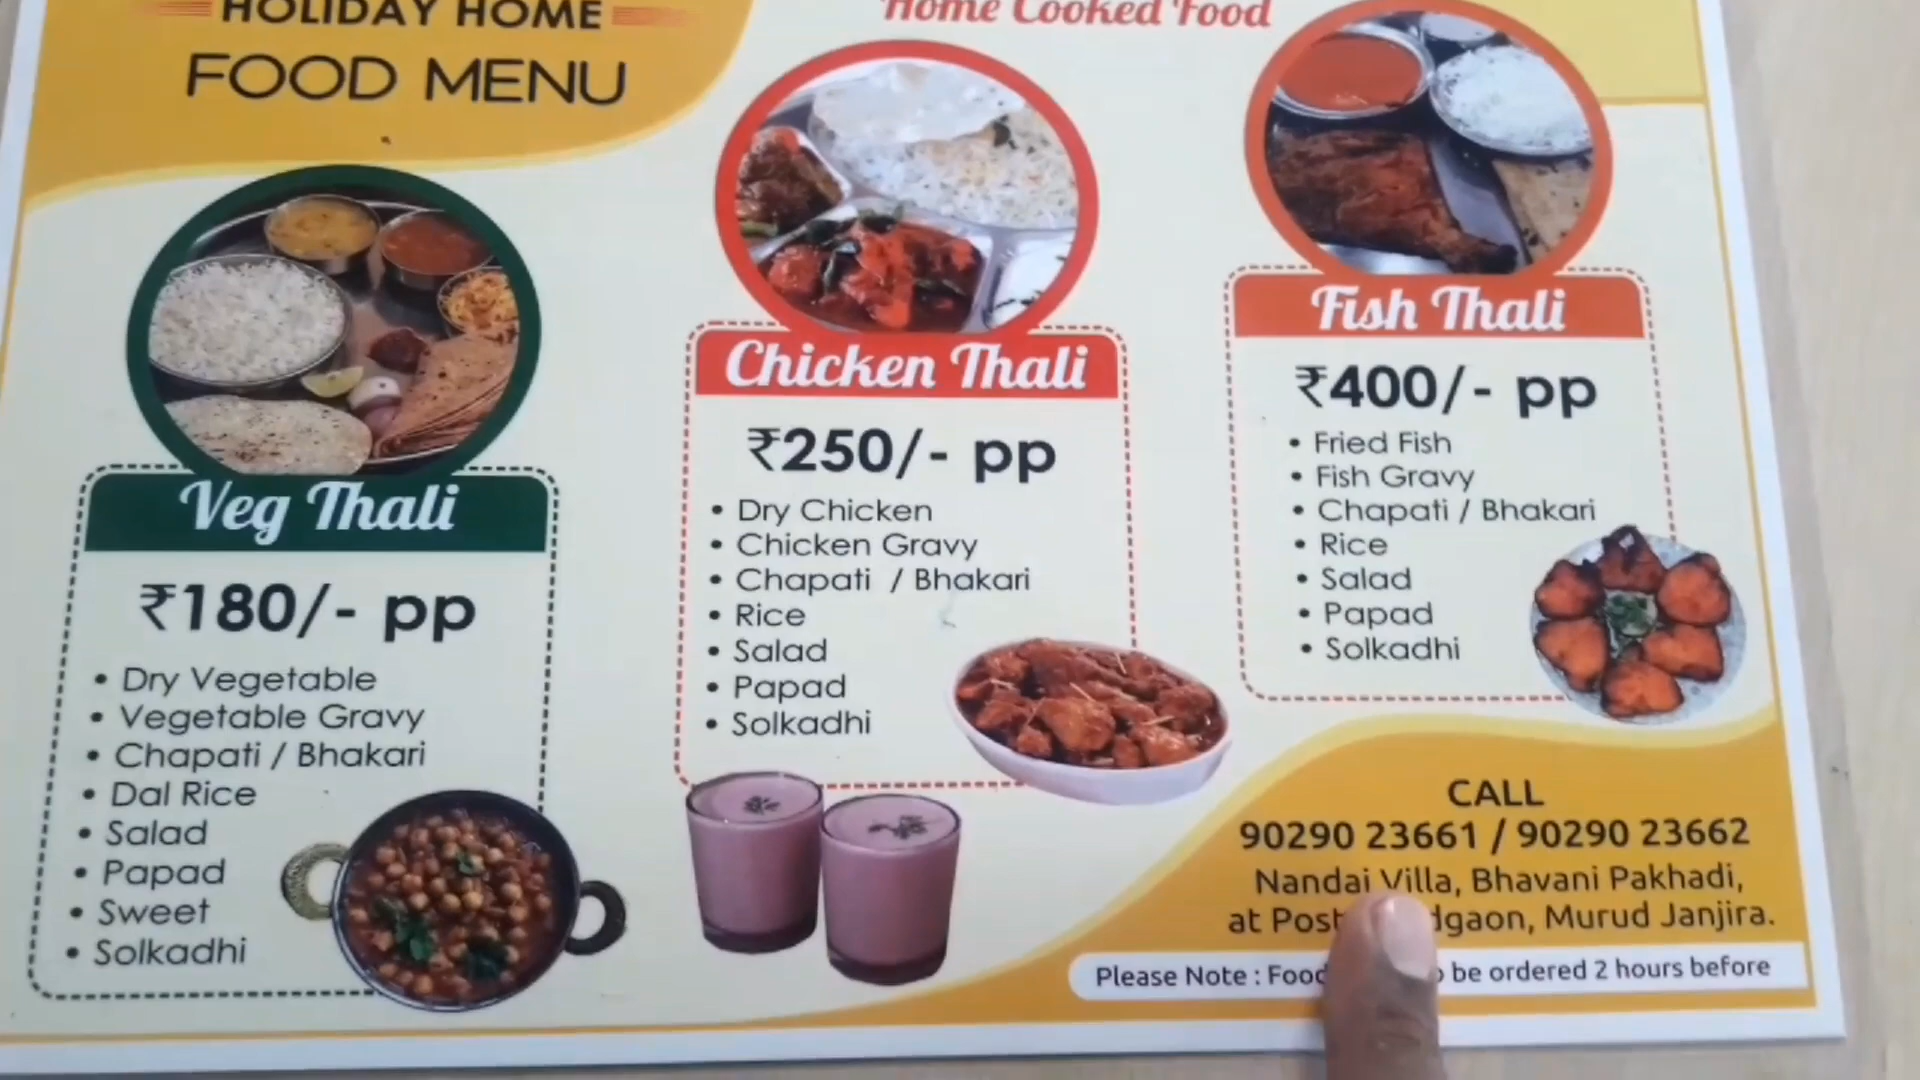 HOLIDAY HOME
FOOD MENU
Home Cooked Food
Veg Thali
₹180/- pp
• Dry Vegetable
• Vegetable Gravy
• Chapati / Bhakari
• Dal Rice
• Salad
• Papad
• Sweet
• Solkadhi
Chicken Thali
₹250/- pp
• Dry Chicken
• Chicken Gravy
• Chapati / Bhakari
• Rice
• Salad
• Papad
• Solkadhi
Fish Thali
₹400/- pp
• Fried Fish
• Fish Gravy
• Chapati / Bhakari
• Rice
• Salad
• Papad
• Solkadhi
CALL
90290 23661 / 90290 23662
Nandai Villa, Bhavani Pakhadi,
at Post, Murud Janjira.
Please Note : Food be ordered 2 hours before